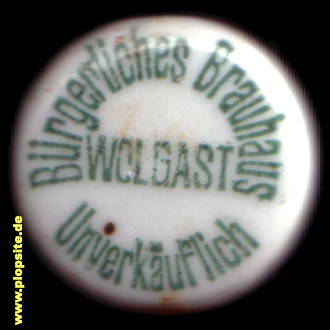 Bürgerliches Brauhaus
WOLGAST
Unverkäuflich
www.plopsite.de